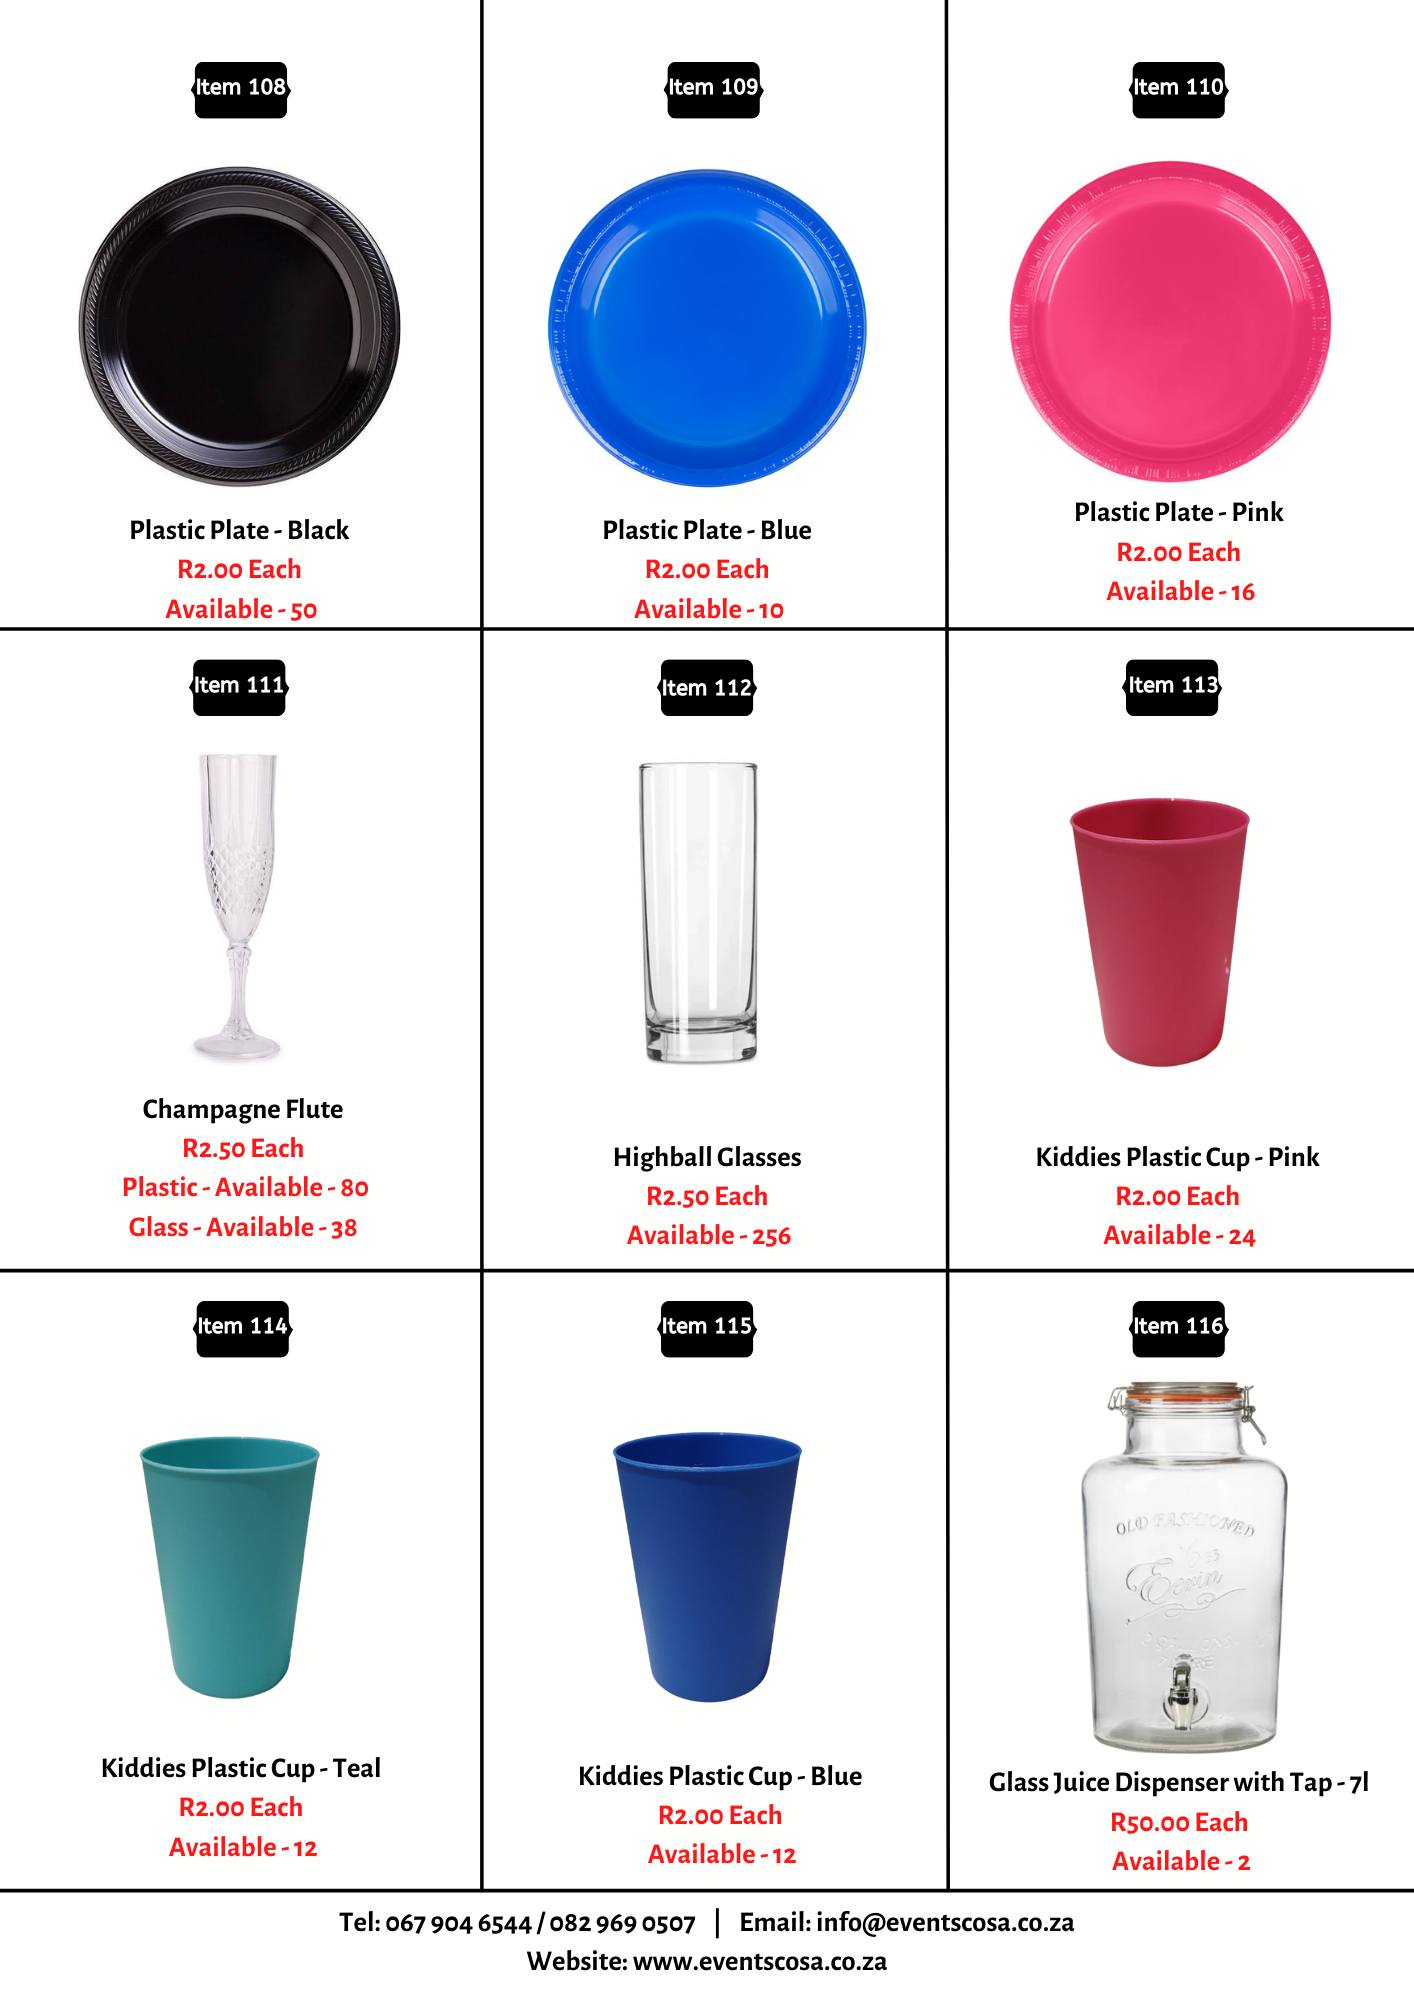 Item 108
Plastic Plate - Black
R2.00 Each
Available - 50
Item 109
Plastic Plate - Blue
R2.00 Each
Available - 10
Item 110
Plastic Plate - Pink
R2.00 Each
Available - 16
Item 111
Champagne Flute
R2.50 Each
Plastic - Available - 80
Glass - Available - 38
Item 112
Highball Glasses
R2.50 Each
Available - 256
Item 113
Kiddies Plastic Cup - Pink
R2.00 Each
Available - 24
Item 114
Kiddies Plastic Cup - Teal
R2.00 Each
Available - 12
Item 115
Kiddies Plastic Cup - Blue
R2.00 Each
Available - 12
Item 116
OLD FASHIONED
Glass Juice Dispenser with Tap - 7l
R50.00 Each
Available - 2
Tel: 067 904 6544 / 082 969 0507 | Email: info@eventscosa.co.za
Website: www.eventscosa.co.za